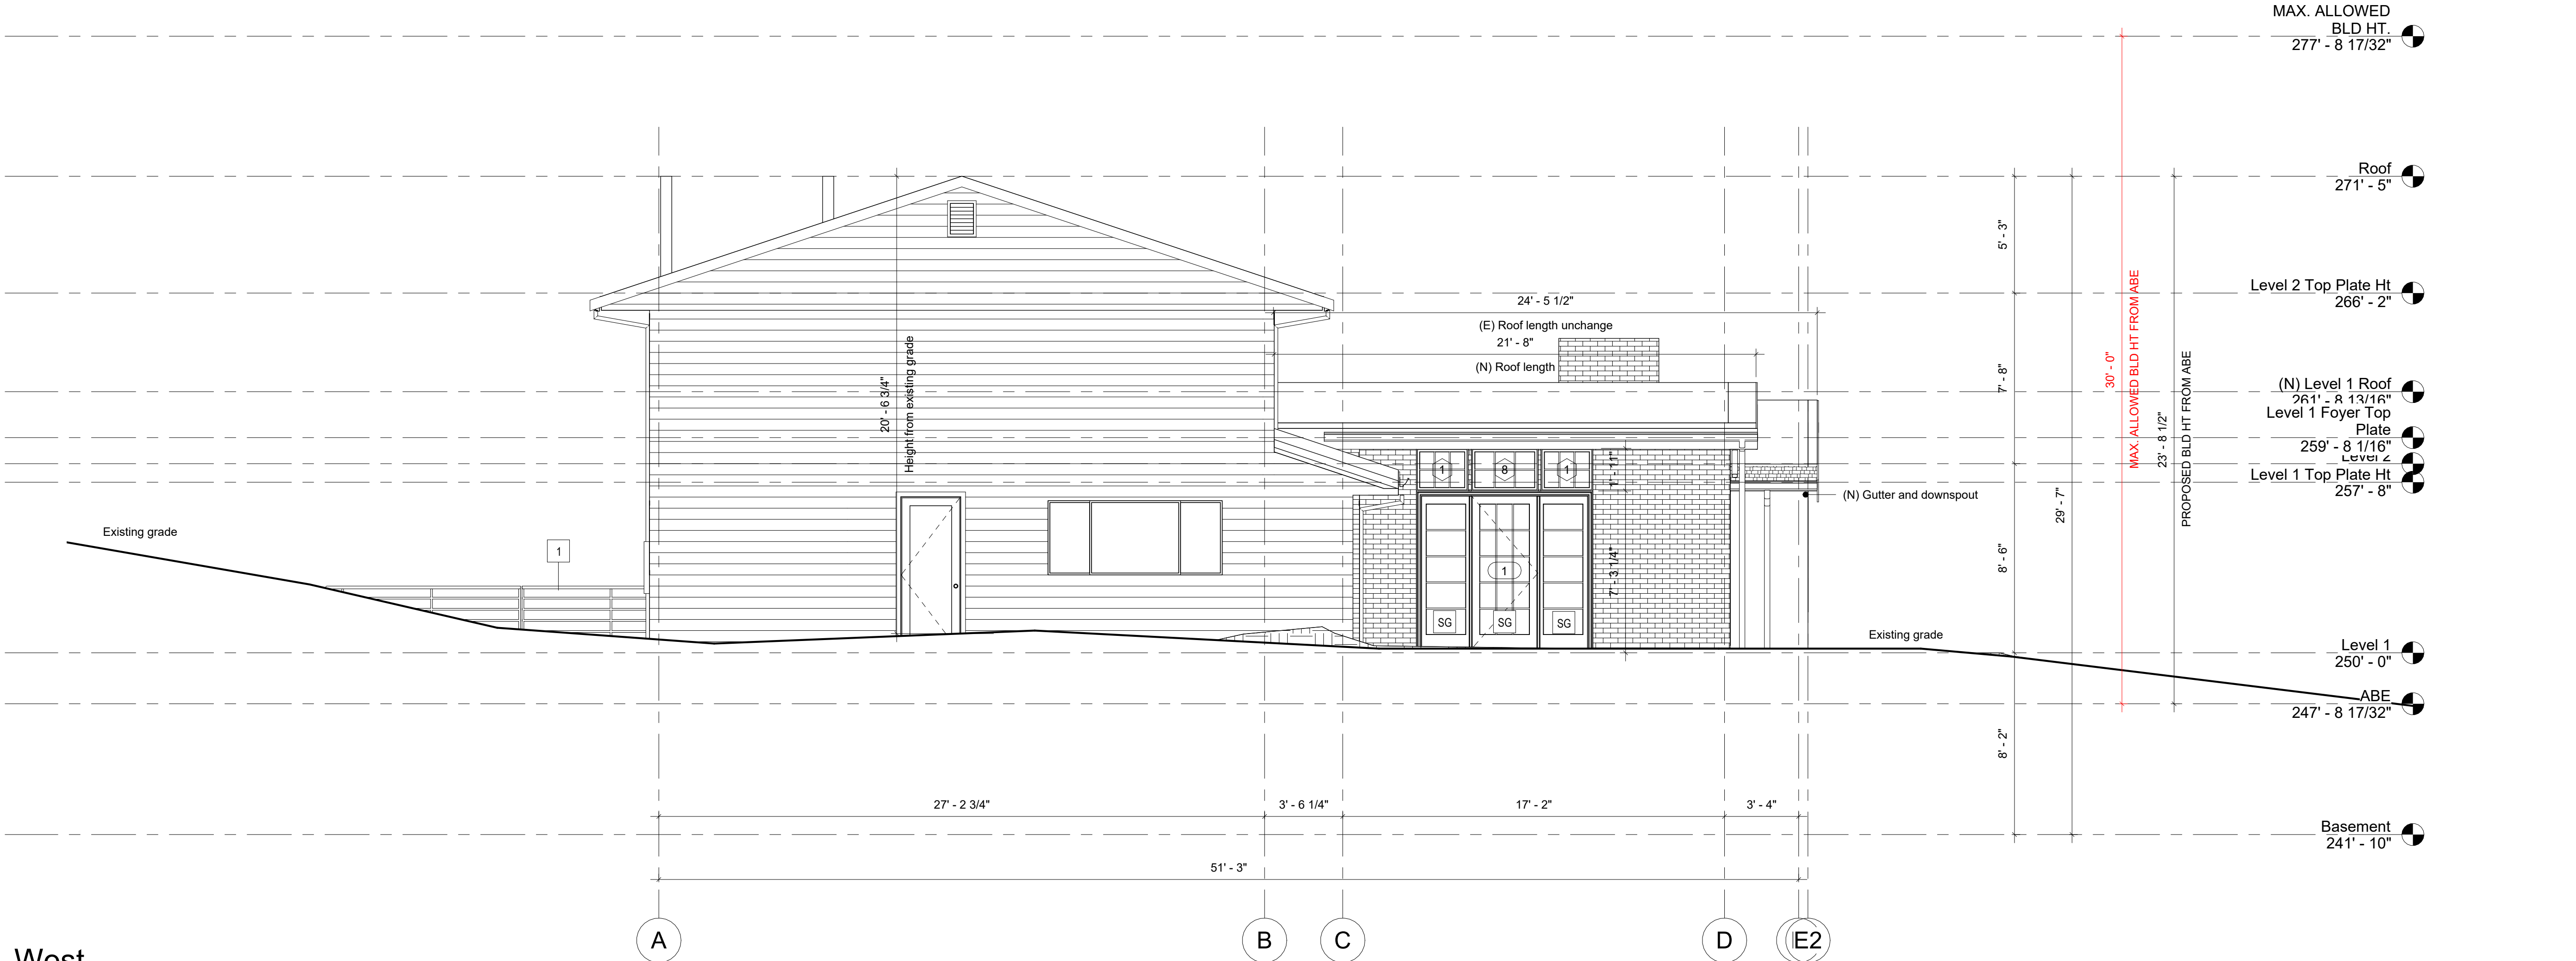 MAX. ALLOWED
BLD HT.
277' - 8 17/32"
Roof
271' - 5"
Level 2 Top Plate Ht
266' - 2"
(N) Level 1 Roof
261' - 8 13/16"
Level 1 Foyer Top
Plate
259' - 8 1/16"
Level 2
Level 1 Top Plate Ht
257' - 8"
Level 1
250' - 0"
ABE
247' - 8 17/32"
Basement
241' - 10"
5' - 3"
7' - 8"
8' - 6"
8' - 2"
29' - 7"
30' - 0"
MAX. ALLOWED BLD HT FROM ABE
23' - 8 1/2"
PROPOSED BLD HT FROM ABE
24' - 5 1/2"
(E) Roof length unchange
21' - 8"
(N) Roof length
20' - 6 3/4"
Height from existing grade
1
8
1
1' - 11"
7' - 3 1/4"
(N) Gutter and downspout
Existing grade
1
1
SG
SG
SG
Existing grade
27' - 2 3/4"
3' - 6 1/4"
17' - 2"
3' - 4"
51' - 3"
A
B
C
D
E2
West